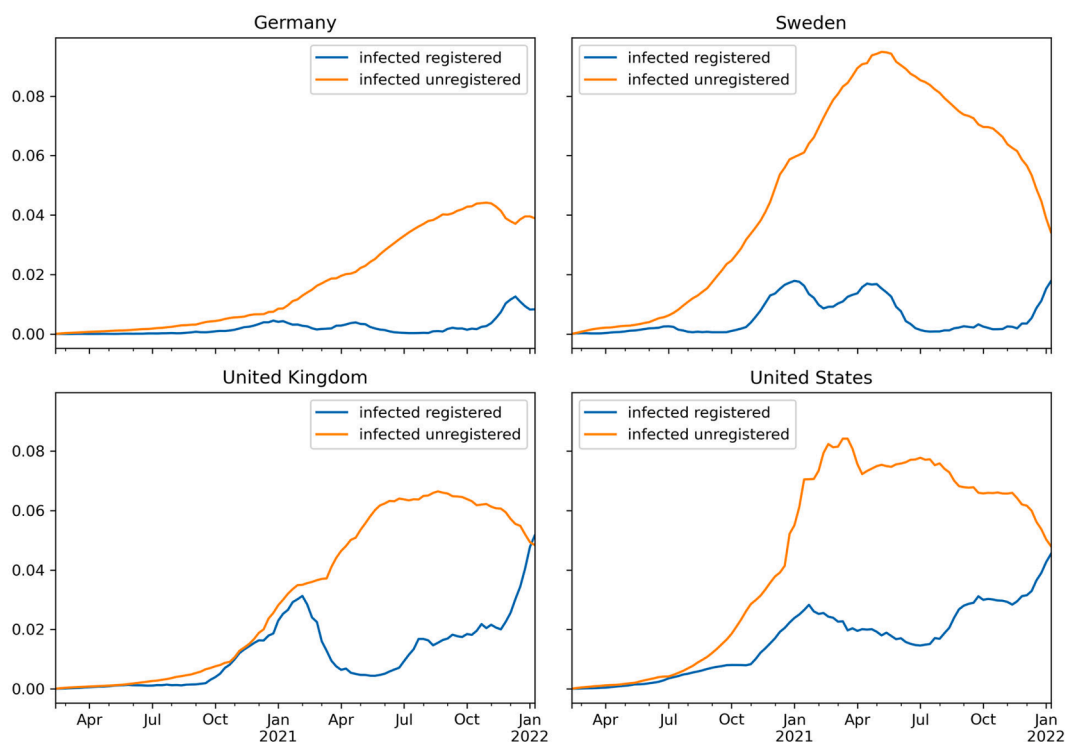 Germany
infected registered
infected unregistered
0.08
0.06
0.04
0.02
0.00
Sweden
infected registered
infected unregistered
United Kingdom
infected registered
infected unregistered
0.08
0.06
0.04
0.02
0.00
Apr Jul Oct Jan Apr Jul Oct Jan
2021 2022
United States
infected registered
infected unregistered
Apr Jul Oct Jan Apr Jul Oct Jan
2021 2022